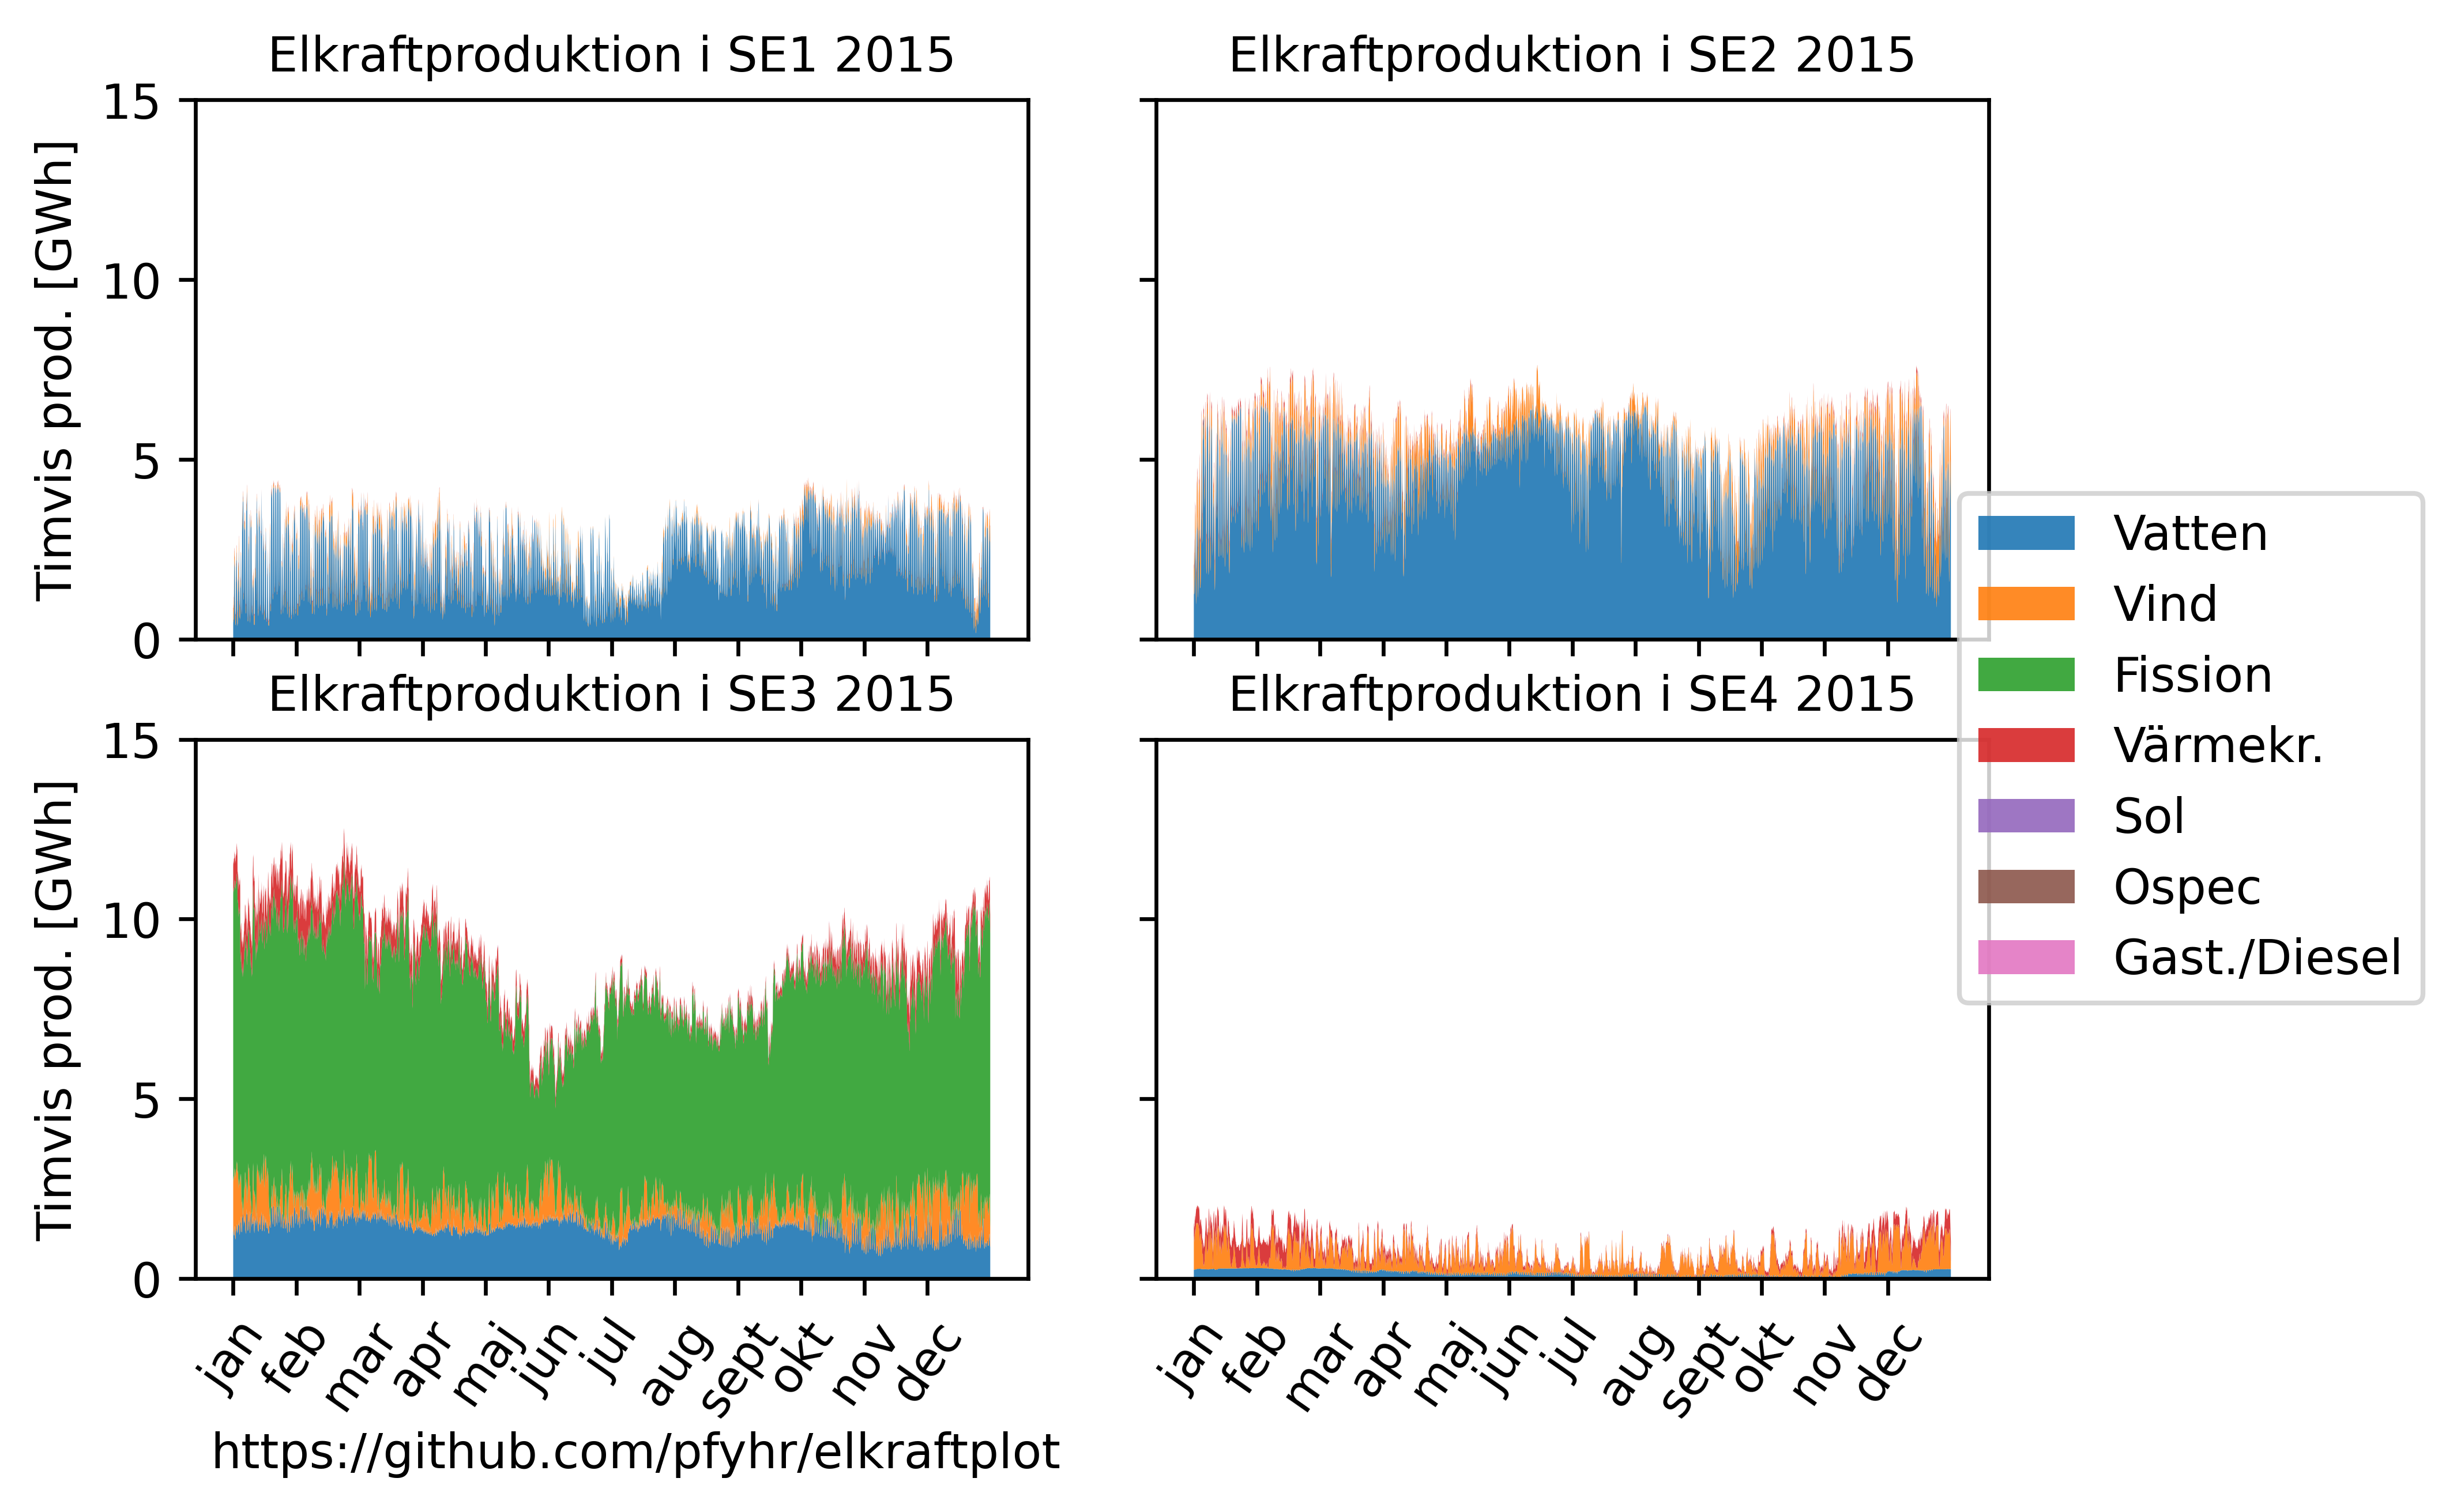 Elkraftproduktion i SE1 2015
Timvis prod. [GWh]
15
10
5
0
Elkraftproduktion i SE2 2015
Elkraftproduktion i SE3 2015
Timvis prod. [GWh]
15
10
5
0
jan feb mar apr maj jun jul aug sept okt nov dec
Elkraftproduktion i SE4 2015
jan feb mar apr maj jun jul aug sept okt nov dec
Vatten
Vind
Fission
Värmekr.
Sol
Ospec
Gast./Diesel
https://github.com/pfyhr/elkraftplot